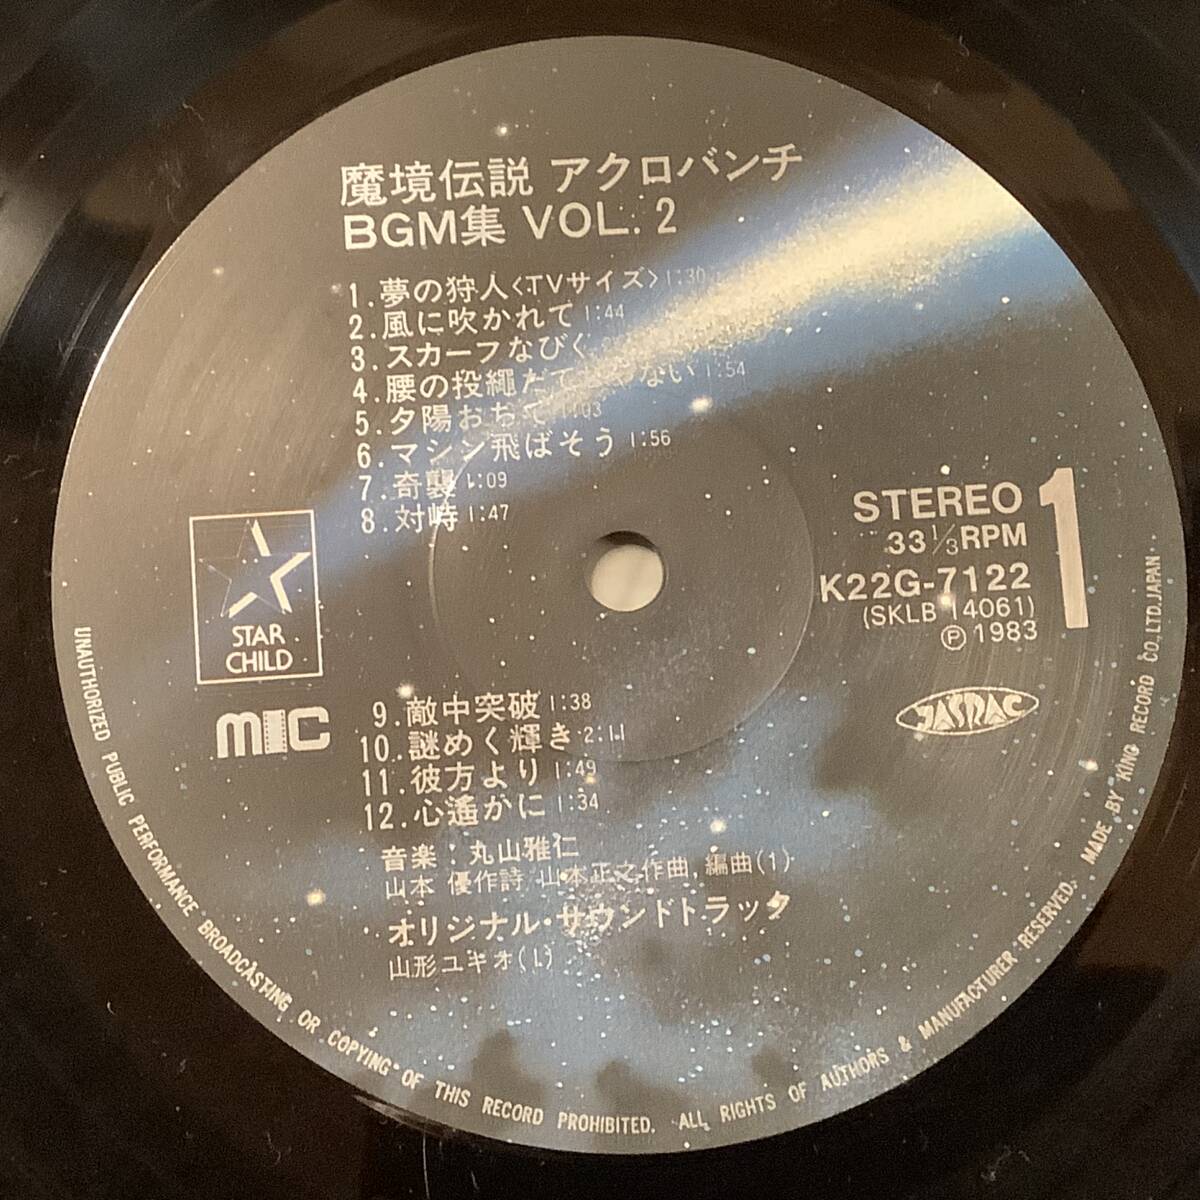 魔境伝説 アクロバンチ
BGM集 VOL. 2
1. 夢の狩人〈TVサイズ〉1:30
2. 風に吹かれて 1:44
3. スカーフなびく
4. 腰の投繩だて ない 1:54
5. 夕陽おちて 1:03
6. マシン飛ばそう 1:56
7. 奇襲 1:09
8. 対峙 1:47
STAR
CHILD
mic
STEREO
33 1/3 RPM
K22G-7122
(SKLB 14061)
Ⓟ 1983
1
JASRAC
9. 敵中突破 1:38
10. 謎めく輝き 2:11
11. 彼方より 1:49
12. 心遙かに 1:34
音楽：丸山雅仁
山本 優作詩 山本正之作曲, 編曲(1)
オリジナル・サウンドトラック
山形ユキオ(1)
UNAUTHORIZED PUBLIC PERFORMANCE BROADCASTING OR COPYING OF THIS RECORD PROHIBITED. ALL RIGHTS OF AUTHORS & MANUFACTURER RESERVED. MADE BY KING RECORD CO. LTD. JAPAN